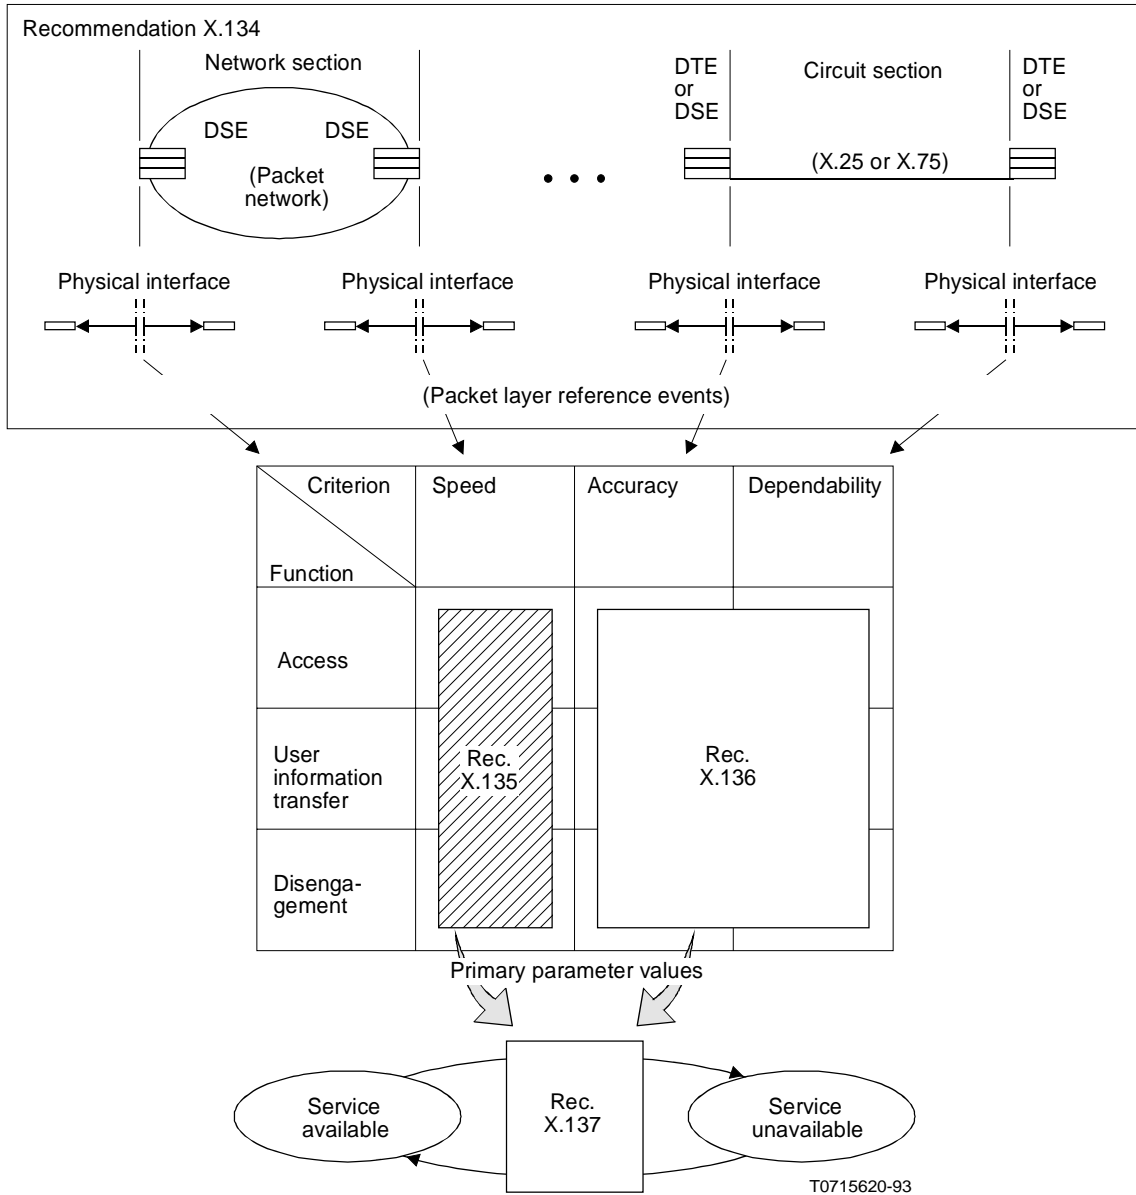 Recommendation X.134
Network section
DTE
or
DSE
Circuit section
DTE
or
DSE
DSE
DSE
(Packet
network)
• • •
(X.25 or X.75)
Physical interface
Physical interface
Physical interface
Physical interface
(Packet layer reference events)
Criterion
Function
Speed
Accuracy
Dependability
Access
User
information
transfer
Disenga-
gement
Rec.
X.135
Rec.
X.136
Primary parameter values
Service
available
Rec.
X.137
Service
unavailable
T0715620-93